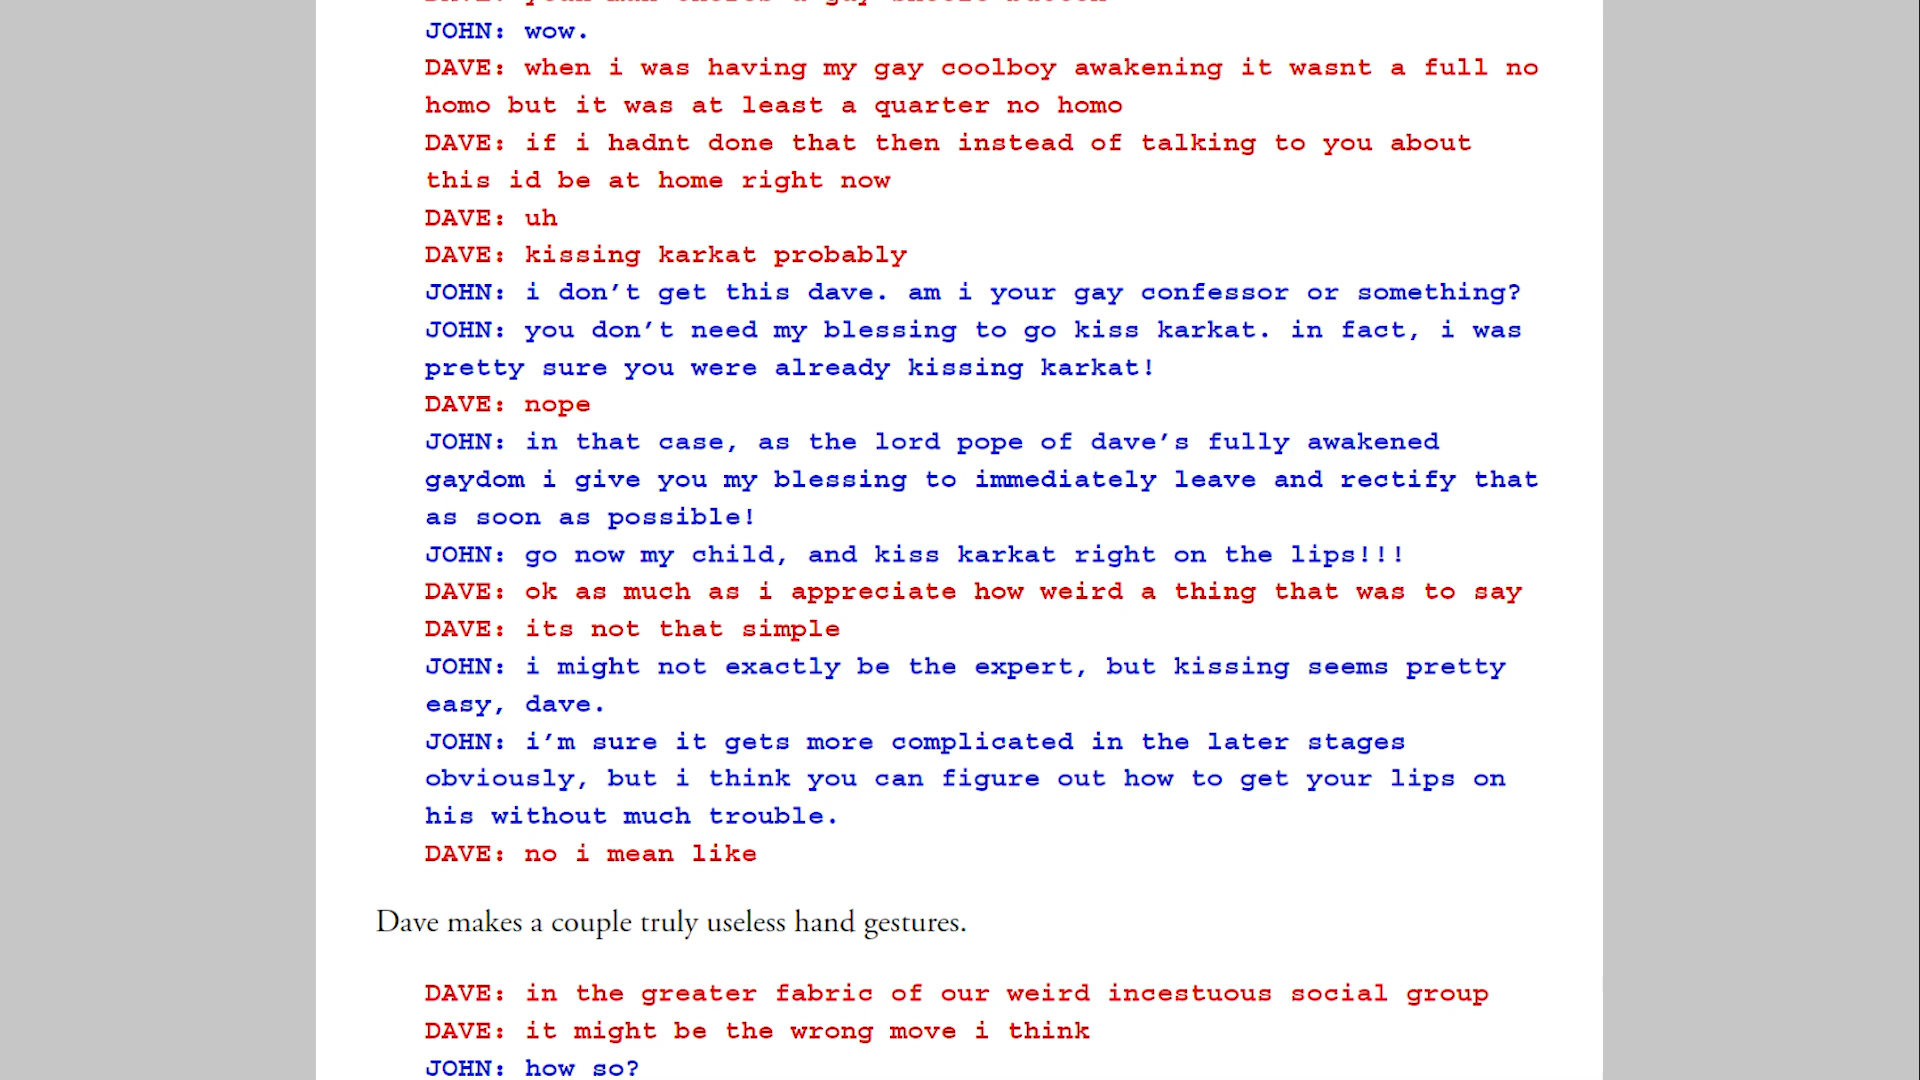 JOHN: wow.
DAVE: when i was having my gay coolboy awakening it wasnt a full no
homo but it was at least a quarter no homo
DAVE: if i hadnt done that then instead of talking to you about
this id be at home right now
DAVE: uh
DAVE: kissing karkat probably
JOHN: i don’t get this dave. am i your gay confessor or something?
JOHN: you don’t need my blessing to go kiss karkat. in fact, i was
pretty sure you were already kissing karkat!
DAVE: nope
JOHN: in that case, as the lord pope of dave’s fully awakened
gaydom i give you my blessing to immediately leave and rectify that
as soon as possible!
JOHN: go now my child, and kiss karkat right on the lips!!!
DAVE: ok as much as i appreciate how weird a thing that was to say
DAVE: its not that simple
JOHN: i might not exactly be the expert, but kissing seems pretty
easy, dave.
JOHN: i’m sure it gets more complicated in the later stages
obviously, but i think you can figure out how to get your lips on
his without much trouble.
DAVE: no i mean like
Dave makes a couple truly useless hand gestures.
DAVE: in the greater fabric of our weird incestuous social group
DAVE: it might be the wrong move i think
JOHN: how so?